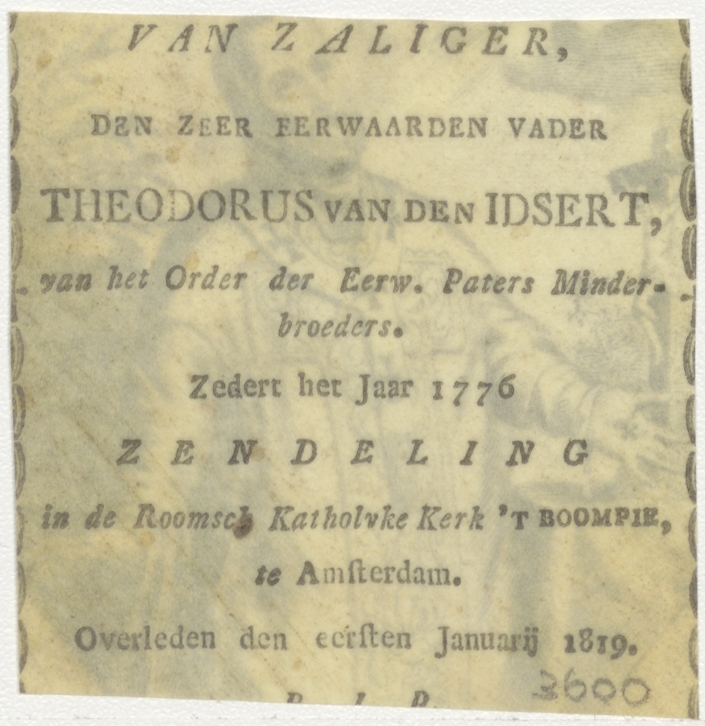 VAN ZALIGER,
DEN ZEER EERWAARDEN VADER
THEODORUS VAN DEN IDSERT,
van het Order der Eerw. Paters Minder-
broeders.
Zedert het Jaar 1776
ZENDELING
in de Roomsch Katholyke Kerk 'T BOOMPIE,
te Amſterdam.
Overleden den eerſten Januarij 1819.
R. I. P.
3600